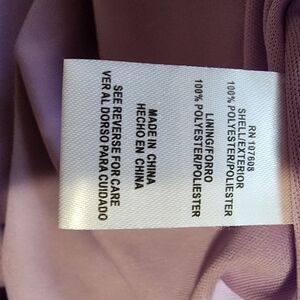 RN 107608
SHELL/EXTERIOR
100% POLYESTER/POLIESTER
LINING/FORRO
100% POLYESTER/POLIESTER
MADE IN CHINA
HECHO EN CHINA
SEE REVERSE FOR CARE
VER AL DORSO PARA CUIDADO